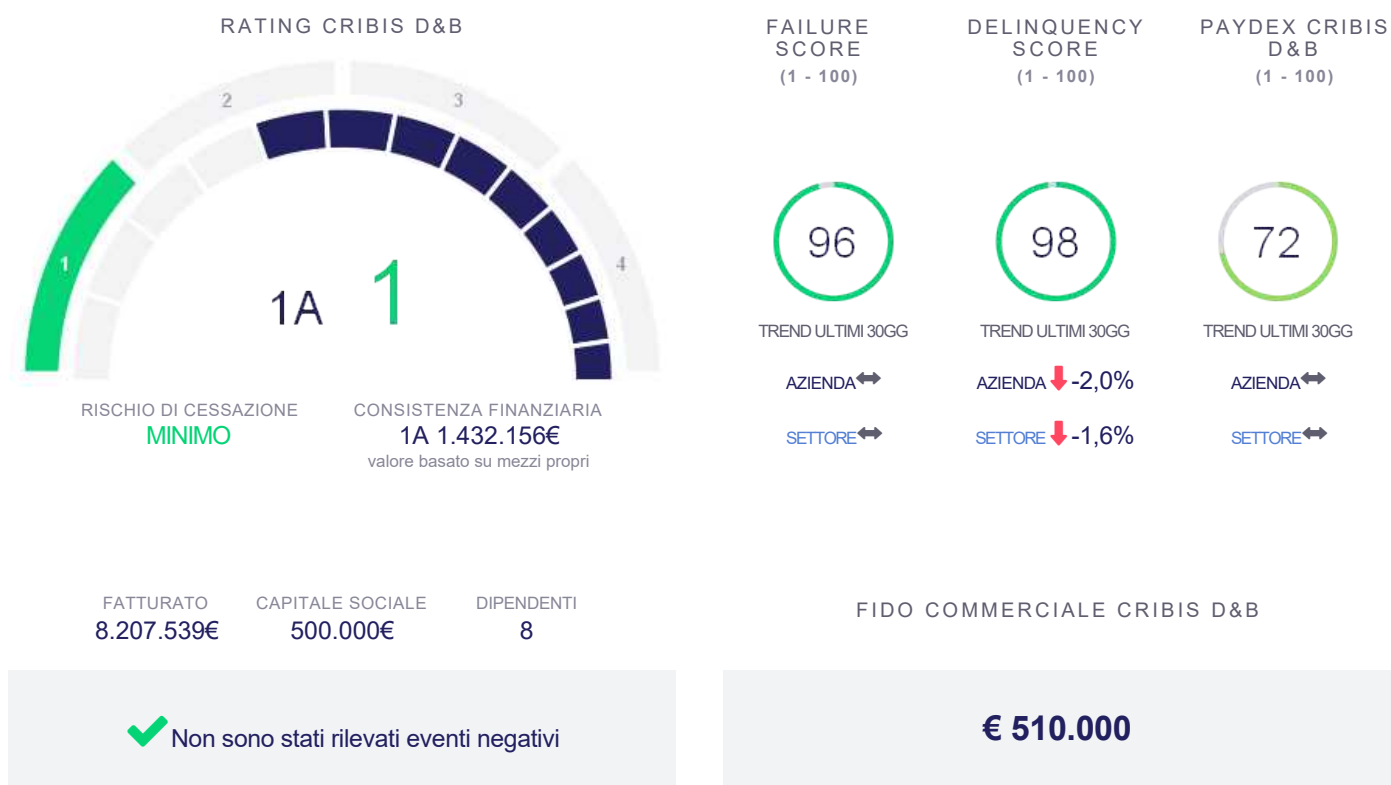 RATING CRIBIS D&B
2
3
1
4
1A 1
RISCHIO DI CESSAZIONE
MINIMO
CONSISTENZA FINANZIARIA
1A 1.432.156€
valore basato su mezzi propri
FATTURATO
8.207.539€
CAPITALE SOCIALE
500.000€
DIPENDENTI
8
Non sono stati rilevati eventi negativi
FAILURE
SCORE
(1 - 100)
96
TREND ULTIMI 30GG
AZIENDA
SETTORE
DELINQUENCY
SCORE
(1 - 100)
98
TREND ULTIMI 30GG
AZIENDA -2,0%
SETTORE -1,6%
PAYDEX CRIBIS
D&B
(1 - 100)
72
TREND ULTIMI 30GG
AZIENDA
SETTORE
FIDO COMMERCIALE CRIBIS D&B
€ 510.000